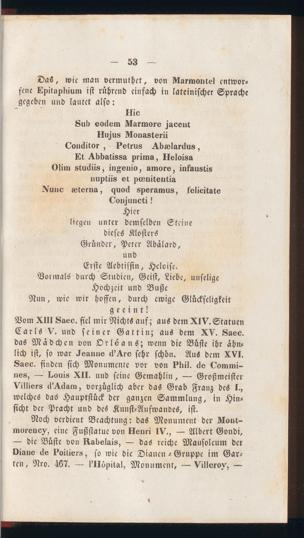 — 53 —
Das, wie man vermuthet, von Marmontel entwor-
fene Epitaphium ist rührend einfach in lateinischer Sprache
gegeben und lautet also:
Hic
Sub eodem Marmore jacent
Hujus Monasterii
Conditor, Petrus Abælardus,
Et Abbatissa prima, Heloisa
Olim studiis, ingenio, amore, infaustis
nuptiis et pœnitentia
Nunc æterna, quod speramus, felicitate
Conjuncti!
Hier
liegen unter demselben Steine
dieses Klosters
Gründer, Peter Abälard,
und
Erste Aebtissin, Heloise.
Vormals durch Studien, Geist, Liebe, unselige
Hochzeit und Buße
Nun, wie wir hoffen, durch ewige Glückseligkeit
geeint!
Vom XIII Saec. fiel mir Nichts auf; aus dem XIV. Statuen
Carls V. und seiner Gattin; aus dem XV. Saec.
das Mädchen von Orléans; wenn die Büste ihr ähn-
lich ist, so war Jeanne d'Arc sehr schön. Aus dem XVI.
Saec. finden sich Monumente vor von Phil. de Commi-
nes, — Louis XII. und seine Gemahlin, — Großmeister
Villiers d'Adam, vorzüglich aber das Grab Franz des I.,
welches das Hauptstück der ganzen Sammlung, in Hin-
sicht der Pracht und des Kunst-Aufwandes, ist.
Noch verdient Beachtung: das Monument der Mont-
morency, eine Fußstatue von Henri IV., — Albert Gondi,
— die Büste von Rabelais, — das reiche Mausoleum der
Diane de Poitiers, so wie die Dianen-Gruppe im Gar-
ten, Nro. 467. — l'Hôpital, Monument, — Villeroy, —